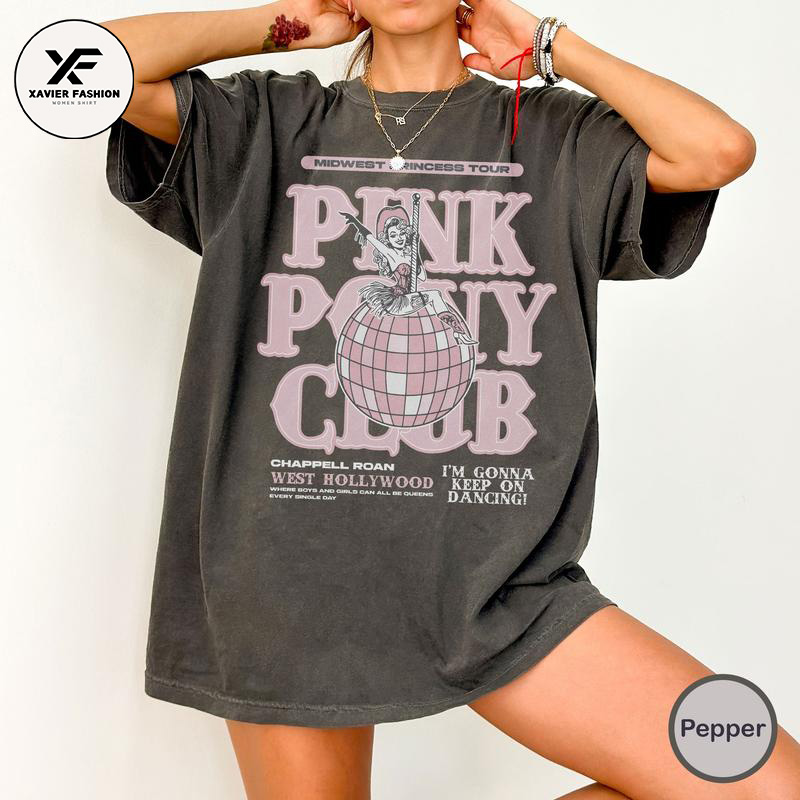 XF
XAVIER FASHION
WOMEN SHIRT
MIDWEST PRINCESS TOUR
PINK
PONY
CLUB
CHAPPELL ROAN
WEST HOLLYWOOD
WHERE BOYS AND GIRLS CAN ALL BE QUEENS
EVERY SINGLE DAY
I'M GONNA
KEEP ON
DANCING!
Pepper